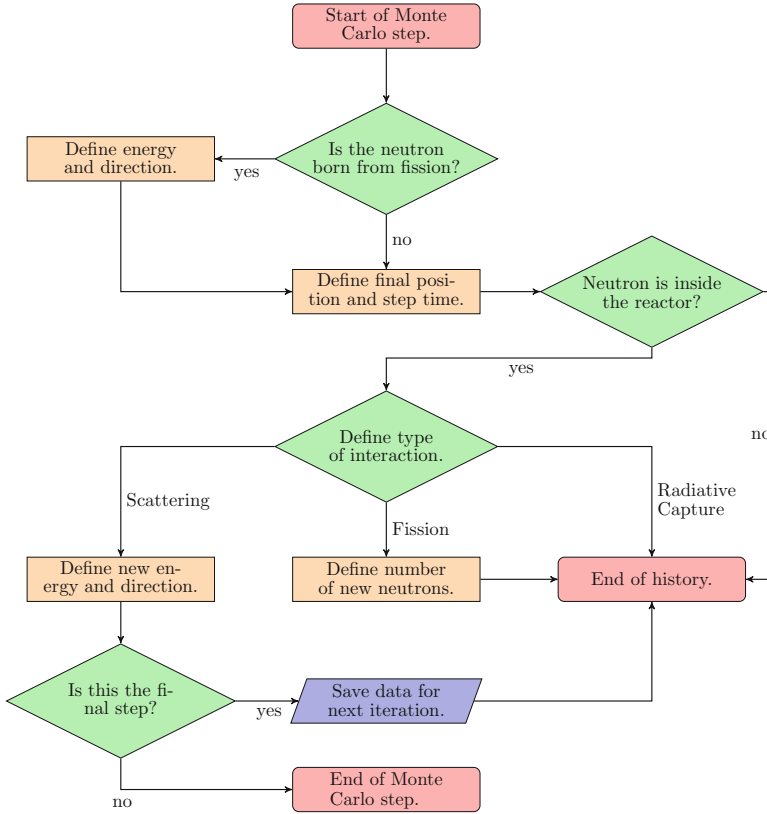 Start of Monte
Carlo step.
Is the neutron
born from fission?
Define energy
and direction.
yes
no
Define final posi-
tion and step time.
Neutron is inside
the reactor?
yes
no
Define type
of interaction.
Scattering
Fission
Radiative
Capture
Define new en-
ergy and direction.
Define number
of new neutrons.
End of history.
Is this the fi-
nal step?
yes
Save data for
next iteration.
no
End of Monte
Carlo step.